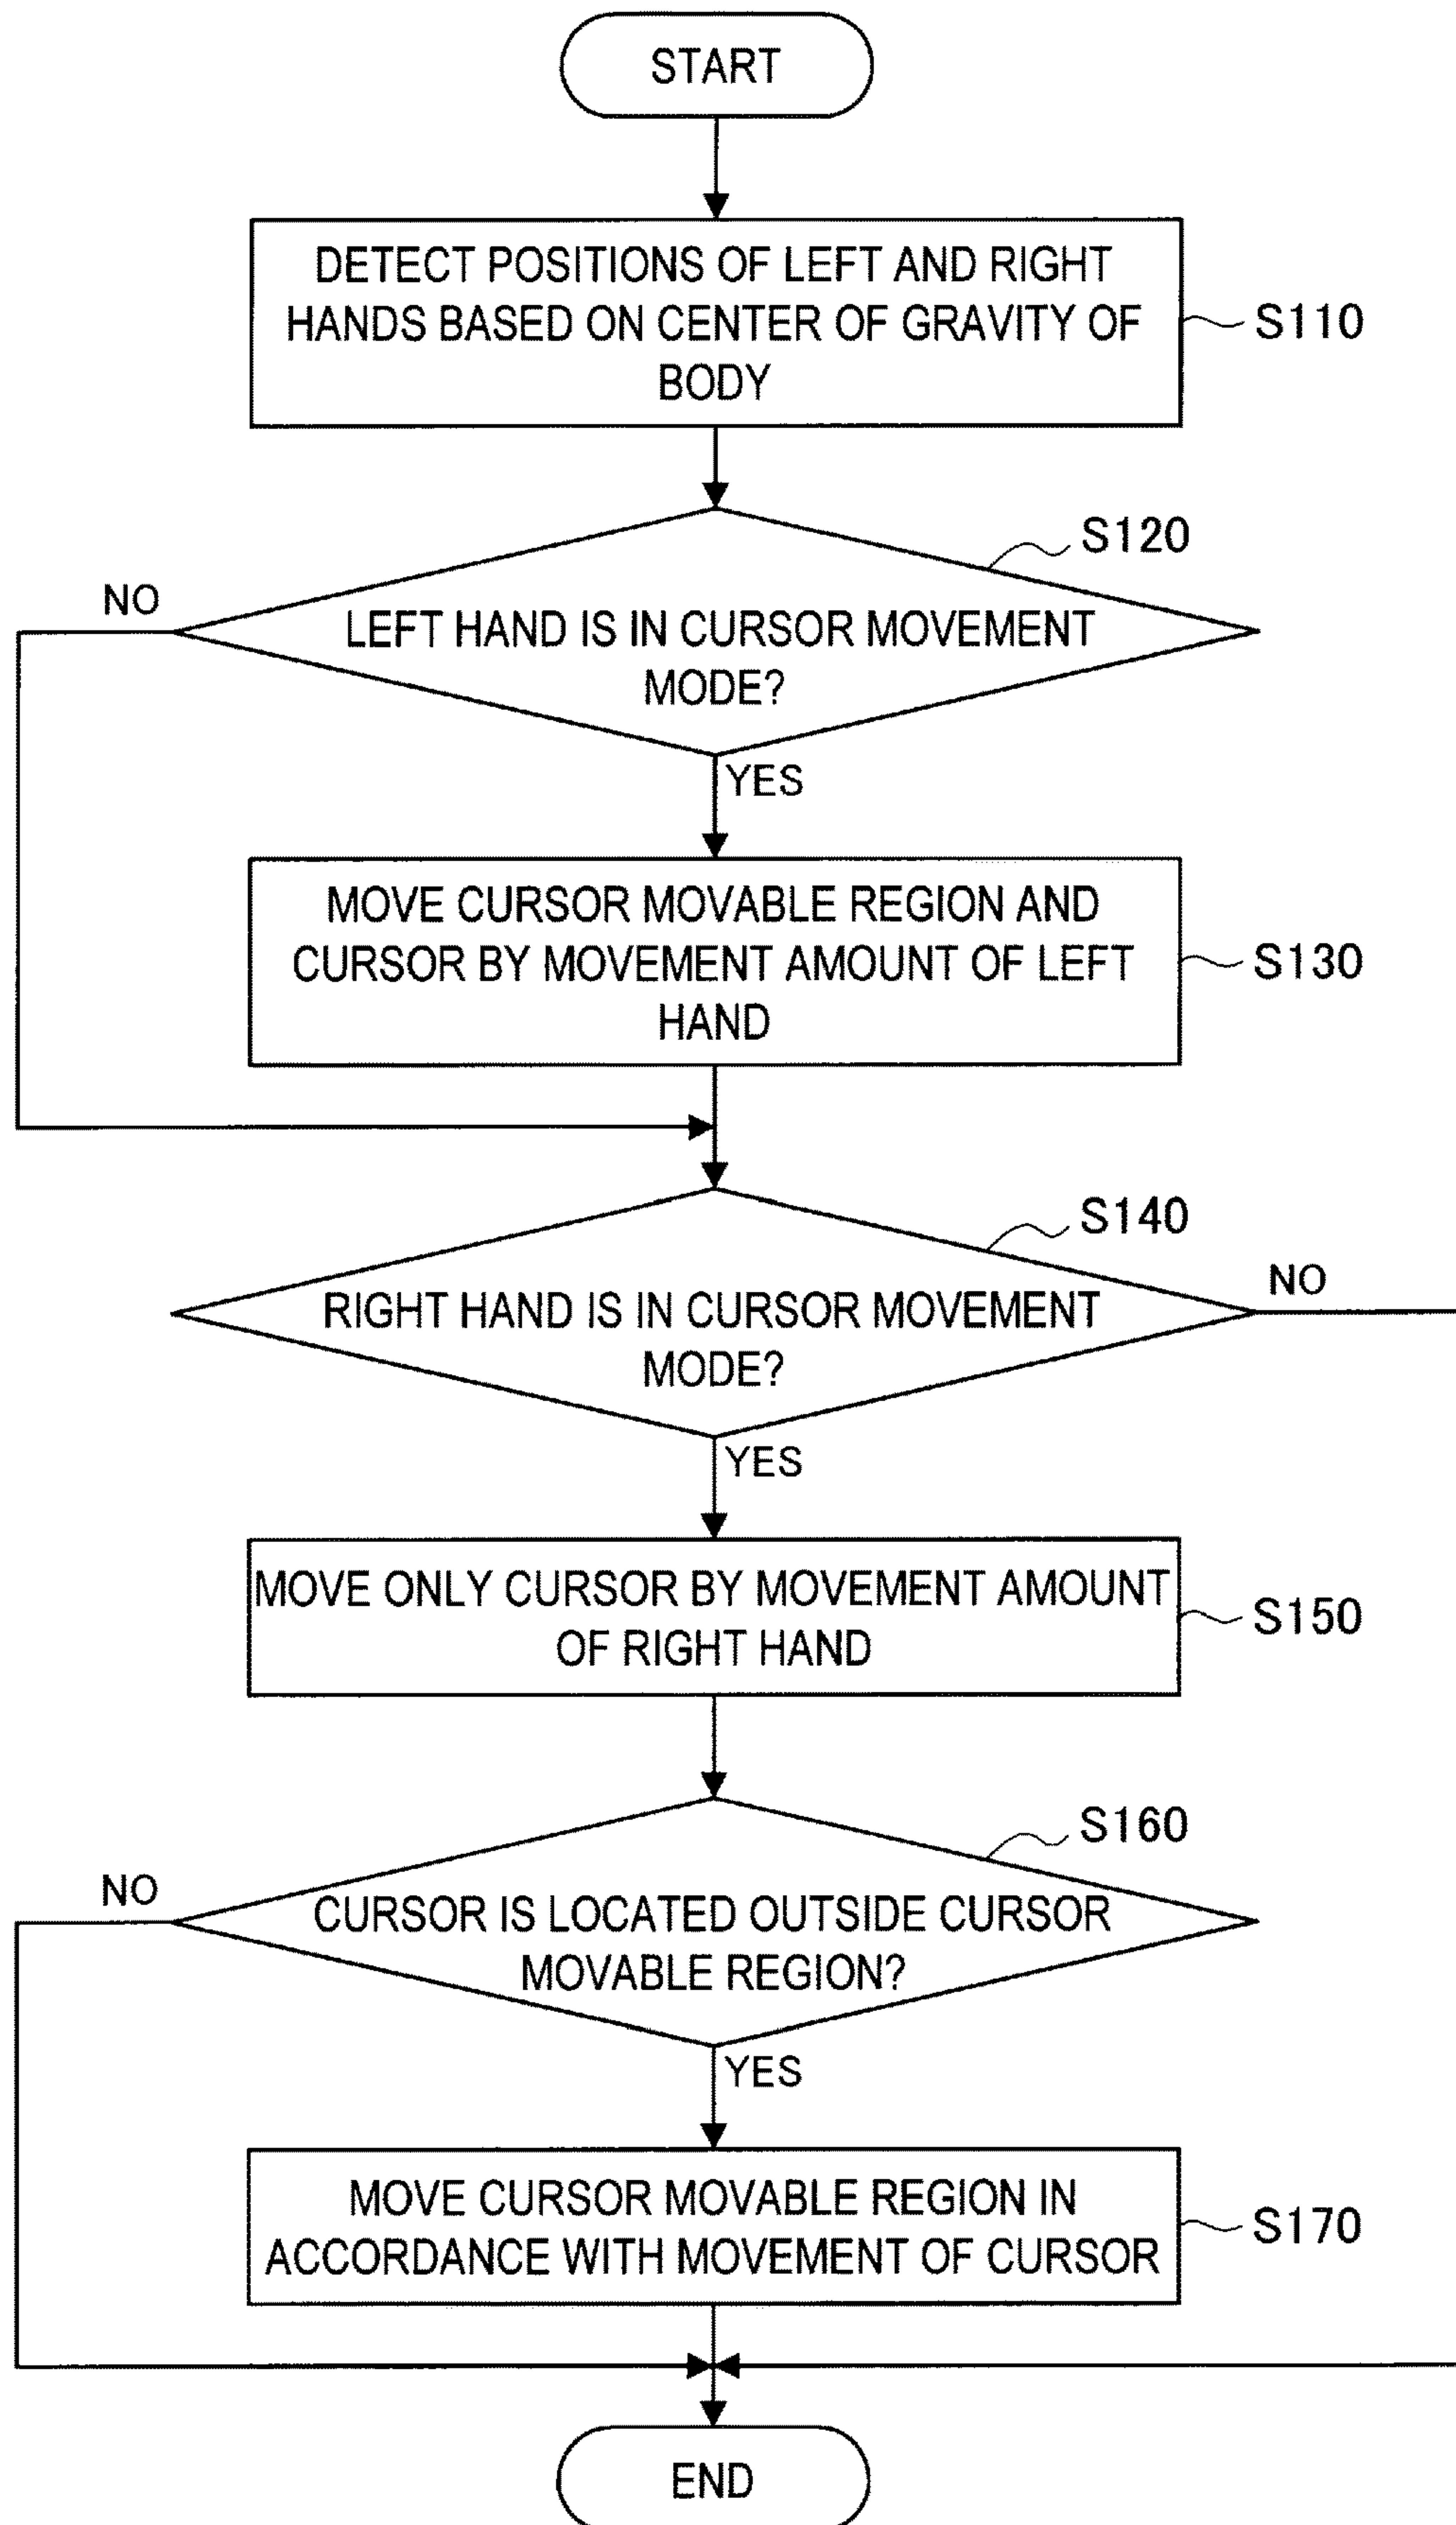 START
DETECT POSITIONS OF LEFT AND RIGHT
HANDS BASED ON CENTER OF GRAVITY OF
BODY
S110
S120
NO
LEFT HAND IS IN CURSOR MOVEMENT
MODE?
YES
MOVE CURSOR MOVABLE REGION AND
CURSOR BY MOVEMENT AMOUNT OF LEFT
HAND
S130
S140
NO
RIGHT HAND IS IN CURSOR MOVEMENT
MODE?
YES
MOVE ONLY CURSOR BY MOVEMENT AMOUNT
OF RIGHT HAND
S150
S160
NO
CURSOR IS LOCATED OUTSIDE CURSOR
MOVABLE REGION?
YES
MOVE CURSOR MOVABLE REGION IN
ACCORDANCE WITH MOVEMENT OF CURSOR
S170
END